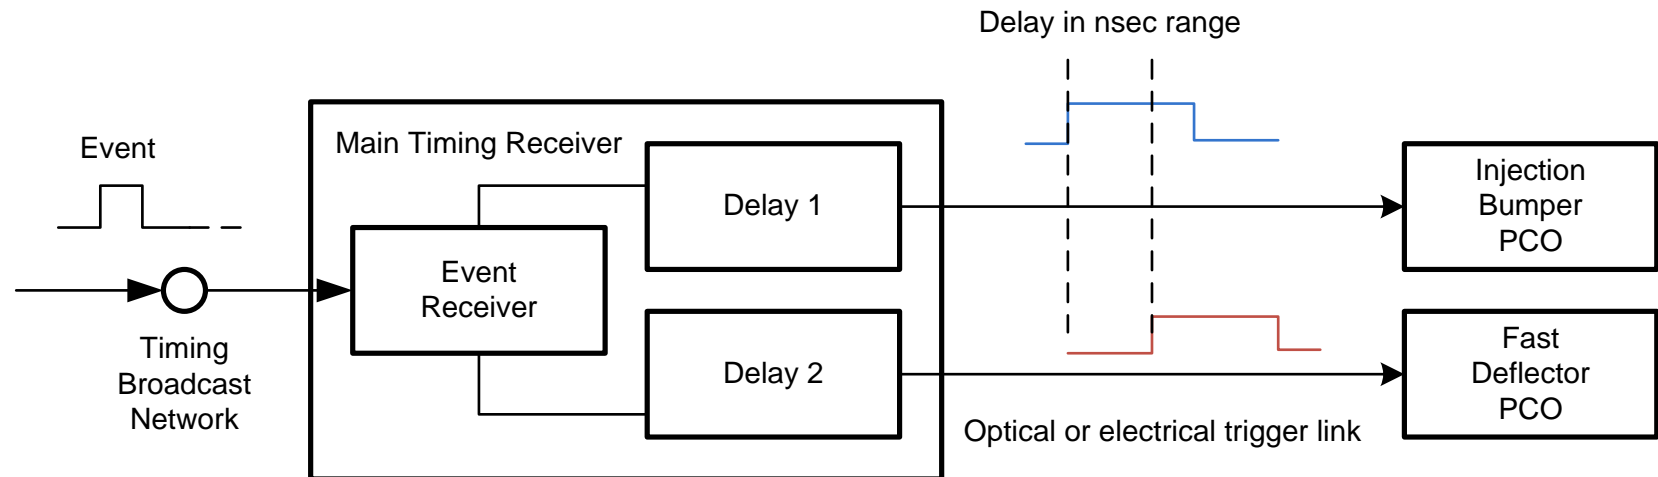 Delay in nsec range
Event
Main Timing Receiver
Delay 1
Injection
Bumper
PCO
Event
Receiver
Timing
Broadcast
Network
Delay 2
Fast
Deflector
PCO
Optical or electrical trigger link